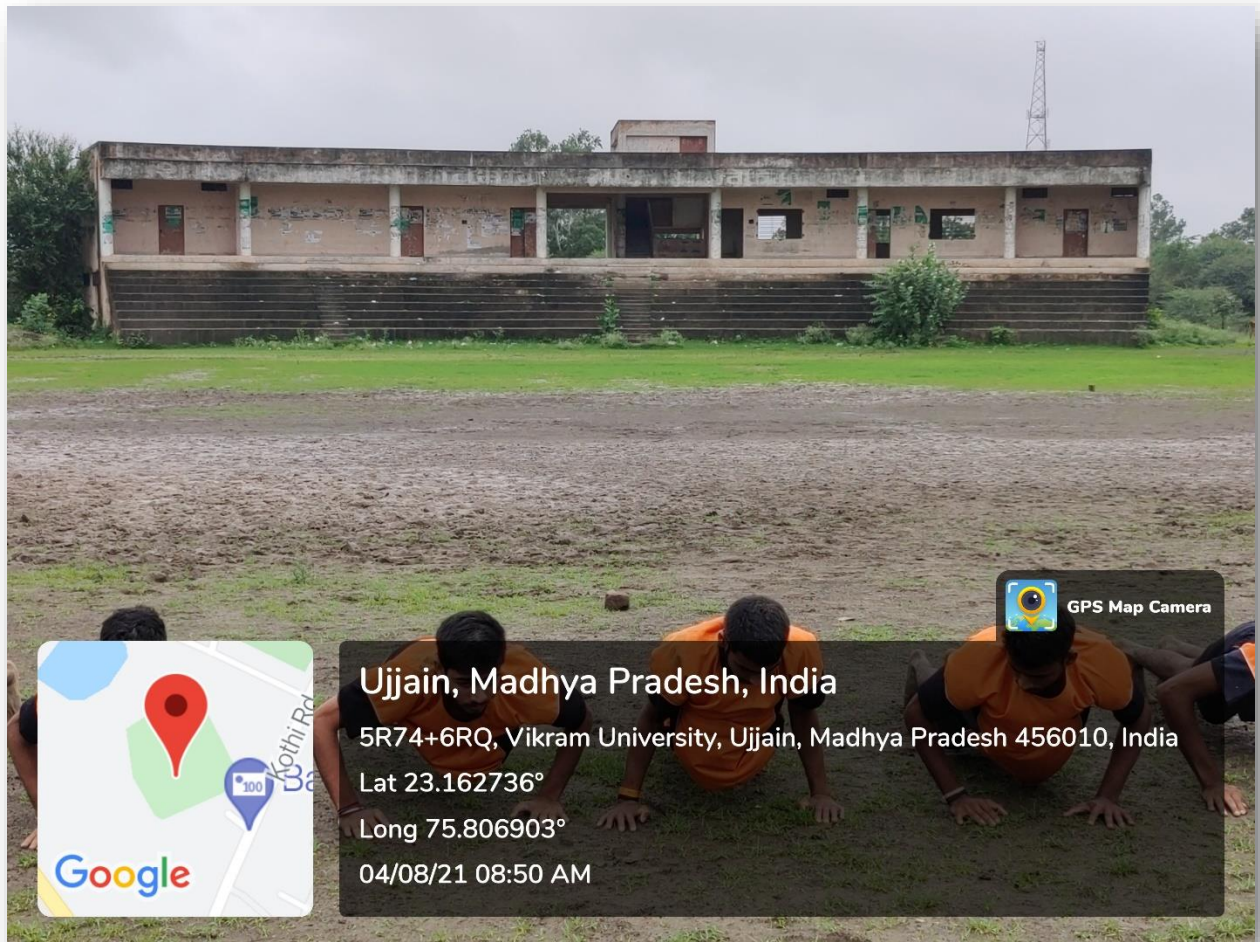 GPS Map Camera
Ujjain, Madhya Pradesh, India
5R74+6RQ, Vikram University, Ujjain, Madhya Pradesh 456010, India
Lat 23.162736°
Long 75.806903°
04/08/21 08:50 AM
Kothi Rd
100
Ba
Google